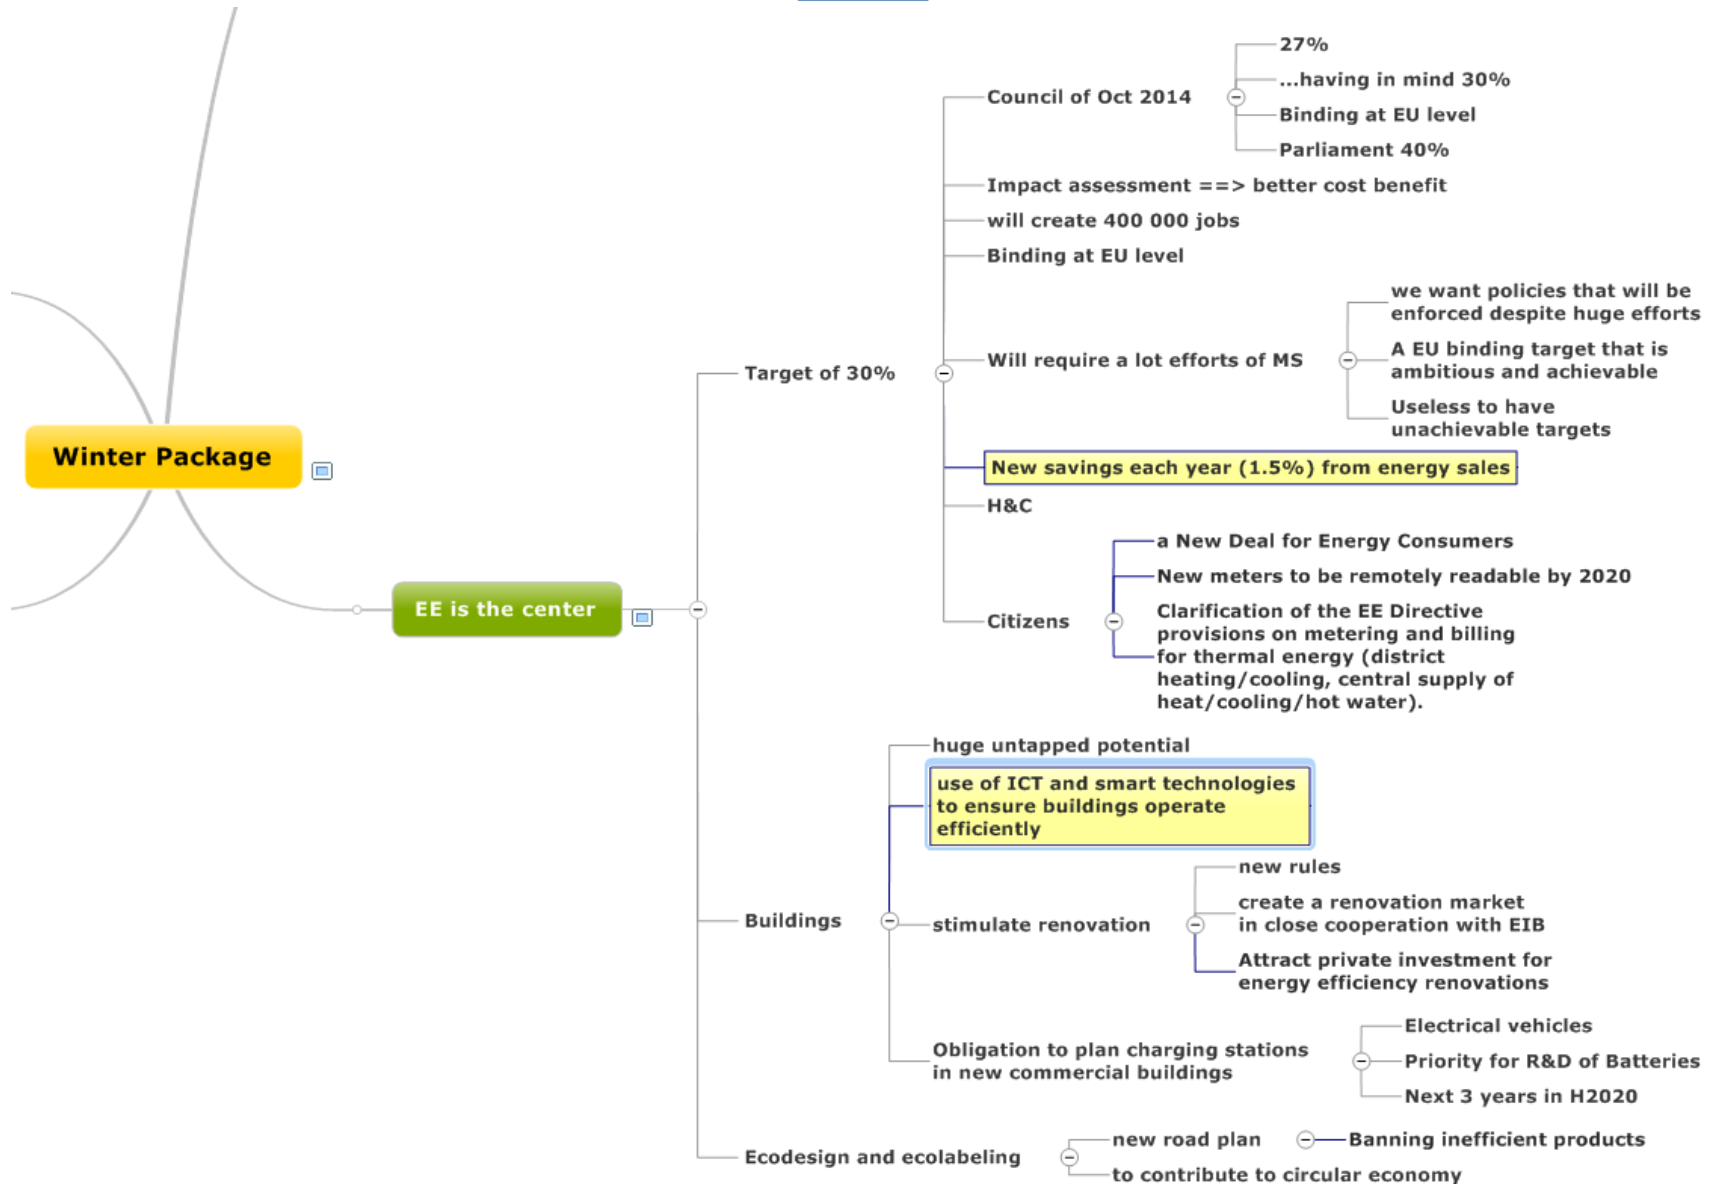 Winter Package
EE is the center
Target of 30%
Council of Oct 2014
27%
...having in mind 30%
Binding at EU level
Parliament 40%
Impact assessment ==> better cost benefit
will create 400 000 jobs
Binding at EU level
Will require a lot efforts of MS
we want policies that will be
enforced despite huge efforts
A EU binding target that is
ambitious and achievable
Useless to have
unachievable targets
New savings each year (1.5%) from energy sales
H&C
Citizens
a New Deal for Energy Consumers
New meters to be remotely readable by 2020
Clarification of the EE Directive
provisions on metering and billing
for thermal energy (district
heating/cooling, central supply of
heat/cooling/hot water).
Buildings
huge untapped potential
use of ICT and smart technologies
to ensure buildings operate
efficiently
stimulate renovation
new rules
create a renovation market
in close cooperation with EIB
Attract private investment for
energy efficiency renovations
Obligation to plan charging stations
in new commercial buildings
Electrical vehicles
Priority for R&D of Batteries
Next 3 years in H2020
Ecodesign and ecolabeling
new road plan
Banning inefficient products
to contribute to circular economy